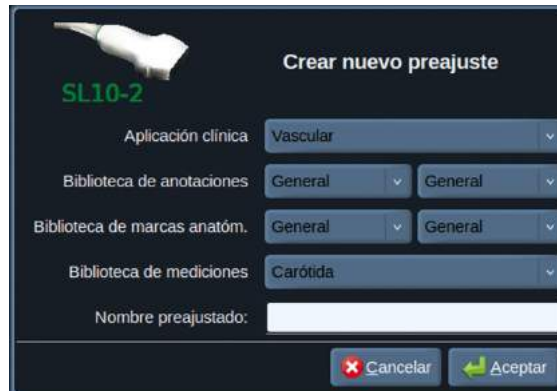 Crear nuevo preajuste
SL10-2
Aplicación clínica Vascular
Biblioteca de anotaciones General General
Biblioteca de marcas anatóm. General General
Biblioteca de mediciones Carótida
Nombre preajustado:
Cancelar Aceptar